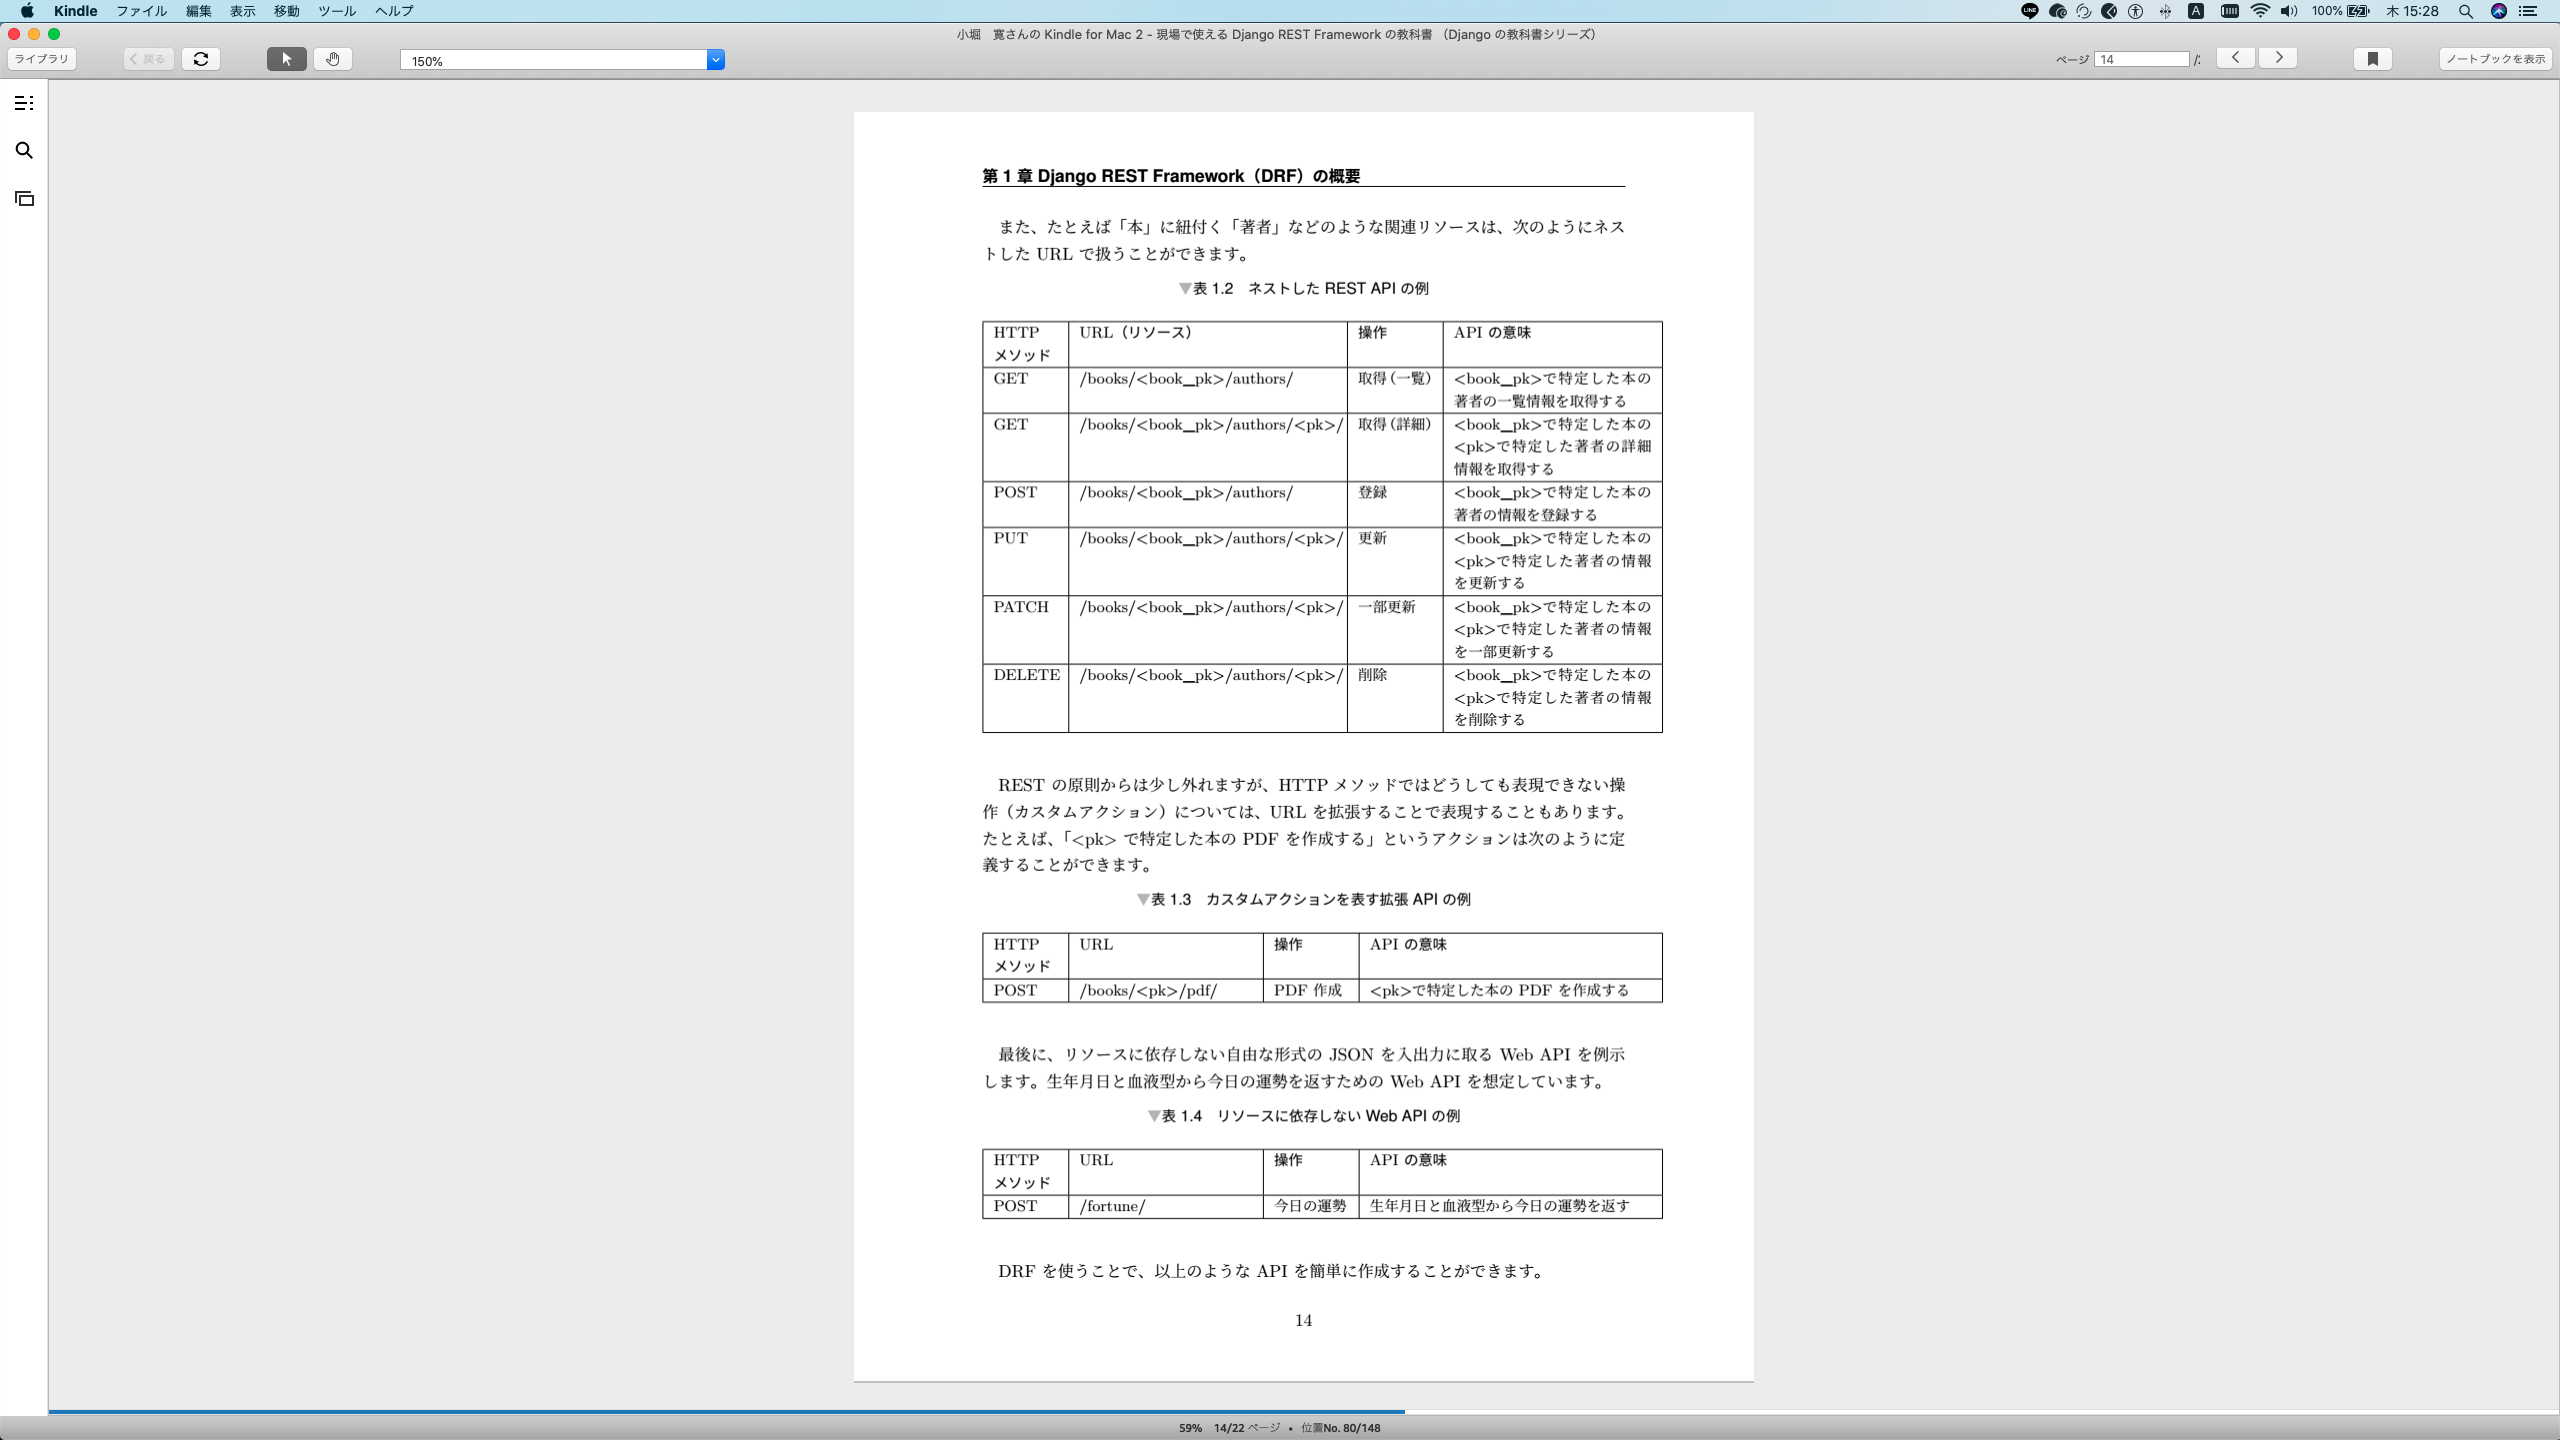 Kindle ファイル 編集 表示 移動 ツール ヘルプ
LINE A 100% 木 15:28
小堀　寛さんの Kindle for Mac 2 - 現場で使える Django REST Framework の教科書 （Django の教科書シリーズ）
ライブラリ 戻る 150% ページ 14 ノートブックを表示
第 1 章 Django REST Framework（DRF）の概要
また、たとえば「本」に紐付く「著者」などのような関連リソースは、次のようにネス
トした URL で扱うことができます。
▼表 1.2　ネストした REST API の例
HTTP メソッド URL（リソース） 操作 API の意味
GET /books/<book_pk>/authors/ 取得（一覧） <book_pk>で特定した本の
著者の一覧情報を取得する
GET /books/<book_pk>/authors/<pk>/ 取得（詳細） <book_pk>で特定した本の
<pk>で特定した著者の詳細
情報を取得する
POST /books/<book_pk>/authors/ 登録 <book_pk>で特定した本の
著者の情報を登録する
PUT /books/<book_pk>/authors/<pk>/ 更新 <book_pk>で特定した本の
<pk>で特定した著者の情報
を更新する
PATCH /books/<book_pk>/authors/<pk>/ 一部更新 <book_pk>で特定した本の
<pk>で特定した著者の情報
を一部更新する
DELETE /books/<book_pk>/authors/<pk>/ 削除 <book_pk>で特定した本の
<pk>で特定した著者の情報
を削除する
REST の原則からは少し外れますが、HTTP メソッドではどうしても表現できない操
作（カスタムアクション）については、URL を拡張することで表現することもあります。
たとえば、「<pk> で特定した本の PDF を作成する」というアクションは次のように定
義することができます。
▼表 1.3　カスタムアクションを表す拡張 API の例
HTTP メソッド URL 操作 API の意味
POST /books/<pk>/pdf/ PDF 作成 <pk>で特定した本の PDF を作成する
最後に、リソースに依存しない自由な形式の JSON を入出力に取る Web API を例示
します。生年月日と血液型から今日の運勢を返すための Web API を想定しています。
▼表 1.4　リソースに依存しない Web API の例
HTTP メソッド URL 操作 API の意味
POST /fortune/ 今日の運勢 生年月日と血液型から今日の運勢を返す
DRF を使うことで、以上のような API を簡単に作成することができます。
14
59% 14/22 ページ • 位置No. 80/148